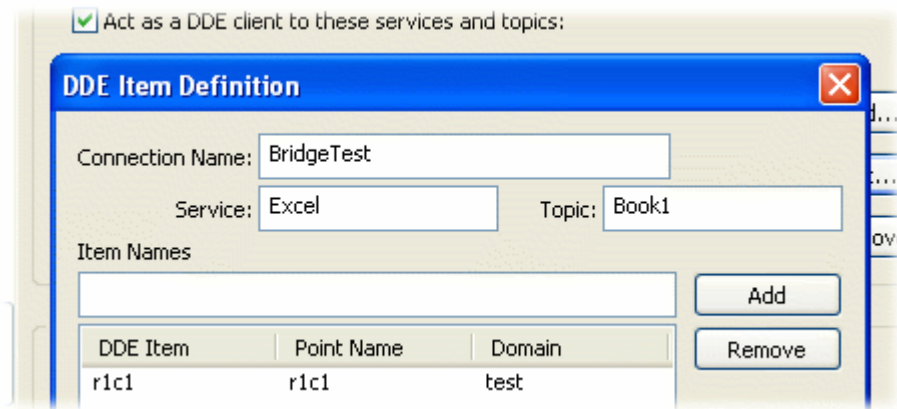 Act as a DDE client to these services and topics:
DDE Item Definition
Connection Name: BridgeTest
Service: Excel Topic: Book1
Item Names
Add
DDE Item Point Name Domain
Remove
r1c1 r1c1 test